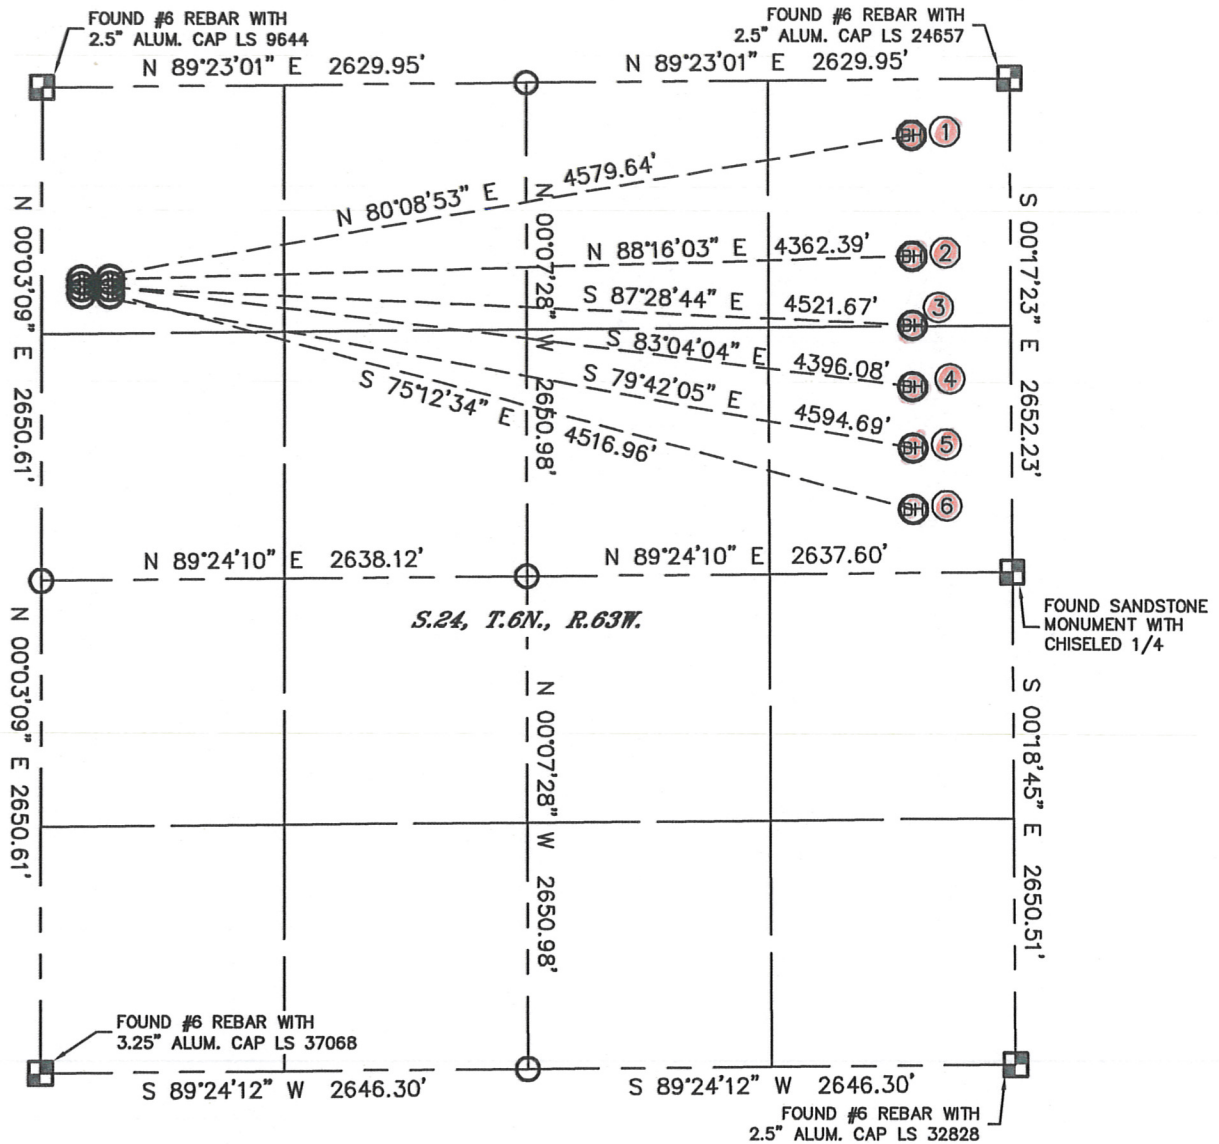 FOUND #6 REBAR WITH
2.5" ALUM. CAP LS 9644
FOUND #6 REBAR WITH
2.5" ALUM. CAP LS 24657
N 89°23'01" E 2629.95'
N 89°23'01" E 2629.95'
BH 1
N 80°08'53" E 4579.64'
N 00°03'09" E 2650.61'
N 00°07'28" W 2650.98'
S 00°17'23" E 2652.23'
N 88°16'03" E 4362.39'
BH 2
S 87°28'44" E 4521.67'
BH 3
S 83°04'04" E 4396.08'
BH 4
S 79°42'05" E 4594.69'
BH 5
S 75°12'34" E 4516.96'
BH 6
N 89°24'10" E 2638.12'
N 89°24'10" E 2637.60'
S.24, T.6N., R.63W.
FOUND SANDSTONE
MONUMENT WITH
CHISELED 1/4
N 00°03'09" E 2650.61'
N 00°07'28" W 2650.98'
S 00°18'45" E 2650.51'
FOUND #6 REBAR WITH
3.25" ALUM. CAP LS 37068
S 89°24'12" W 2646.30'
S 89°24'12" W 2646.30'
FOUND #6 REBAR WITH
2.5" ALUM. CAP LS 32828